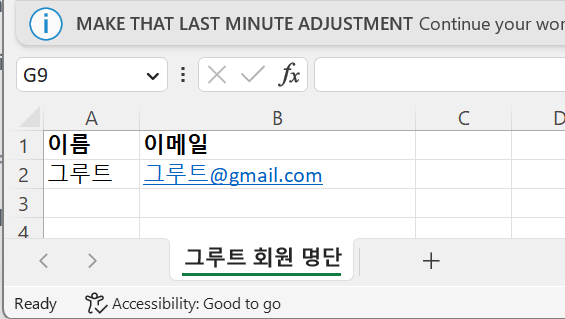 MAKE THAT LAST MINUTE ADJUSTMENT Continue your wor
G9 fx
A B C D
1 이름 이메일
2 그루트 그루트@gmail.com
3
4
그루트 회원 명단
Ready Accessibility: Good to go